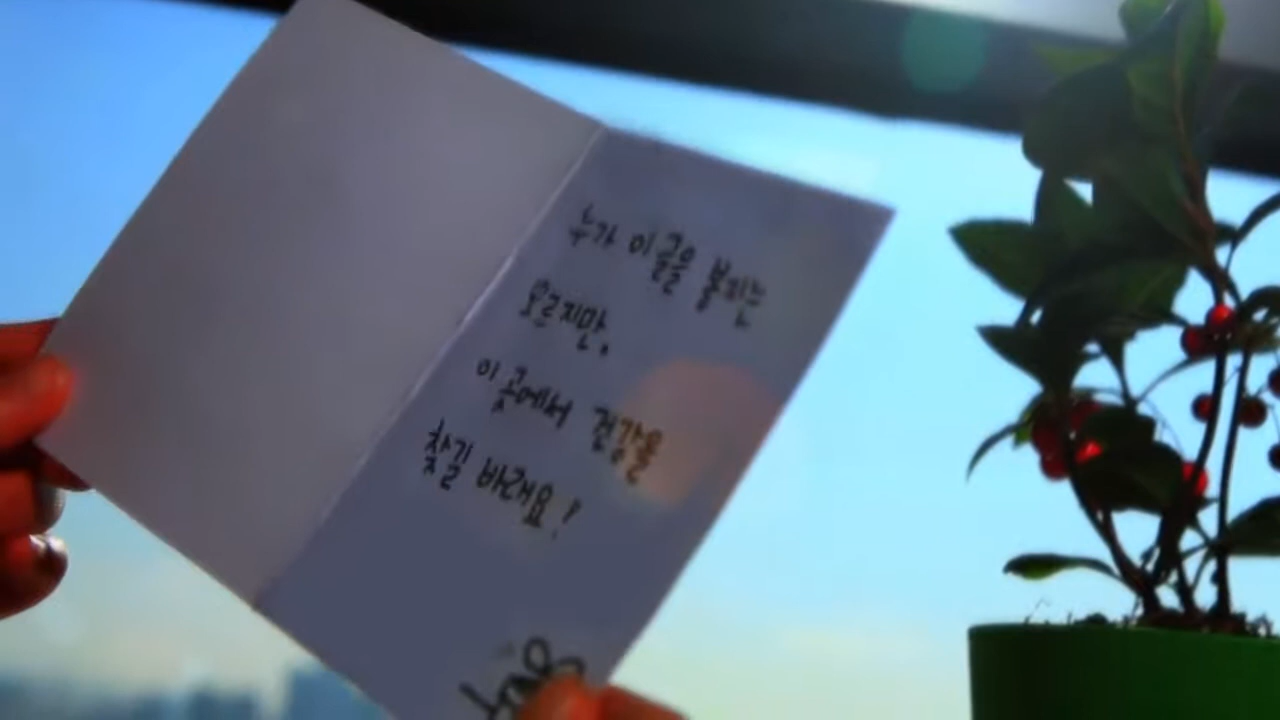 누가 이 글을 볼지는
모르지만,
이 곳에서 건강을
찾길 바래요!